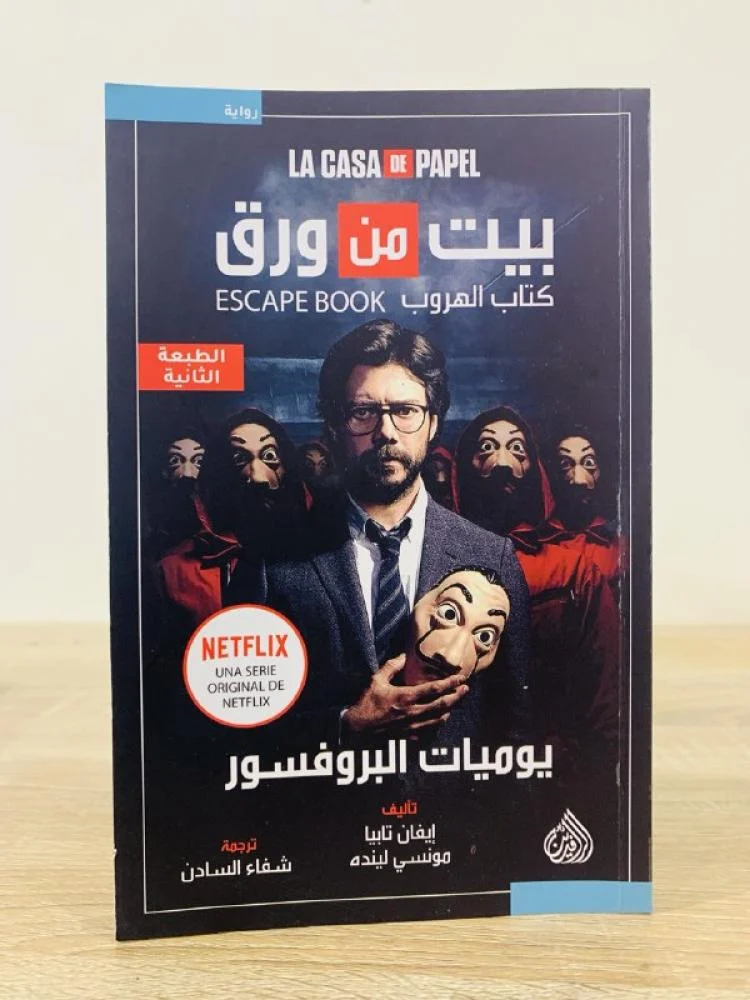 رواية
LA CASA DE PAPEL
بيت من ورق
كتاب الهروب ESCAPE BOOK
الطبعة
الثانية
NETFLIX
UNA SERIE
ORIGINAL DE
NETFLIX
يوميات البروفسور
تأليف
إيفان تابيا
مونسي لينده
ترجمة
شفاء السادن